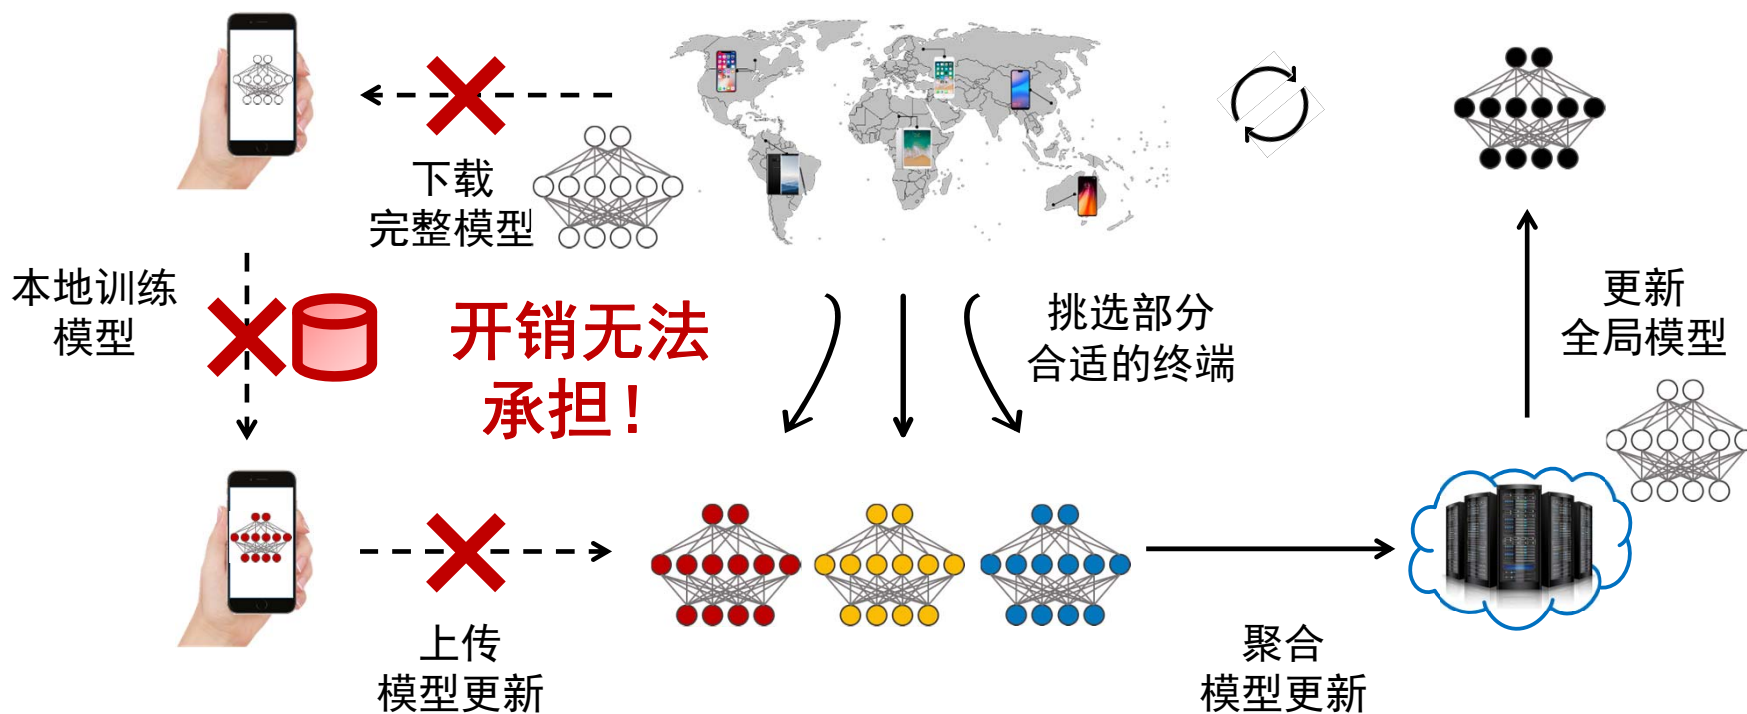 下载
完整模型
本地训练
模型
开销无法
承担！
挑选部分
合适的终端
更新
全局模型
上传
模型更新
聚合
模型更新